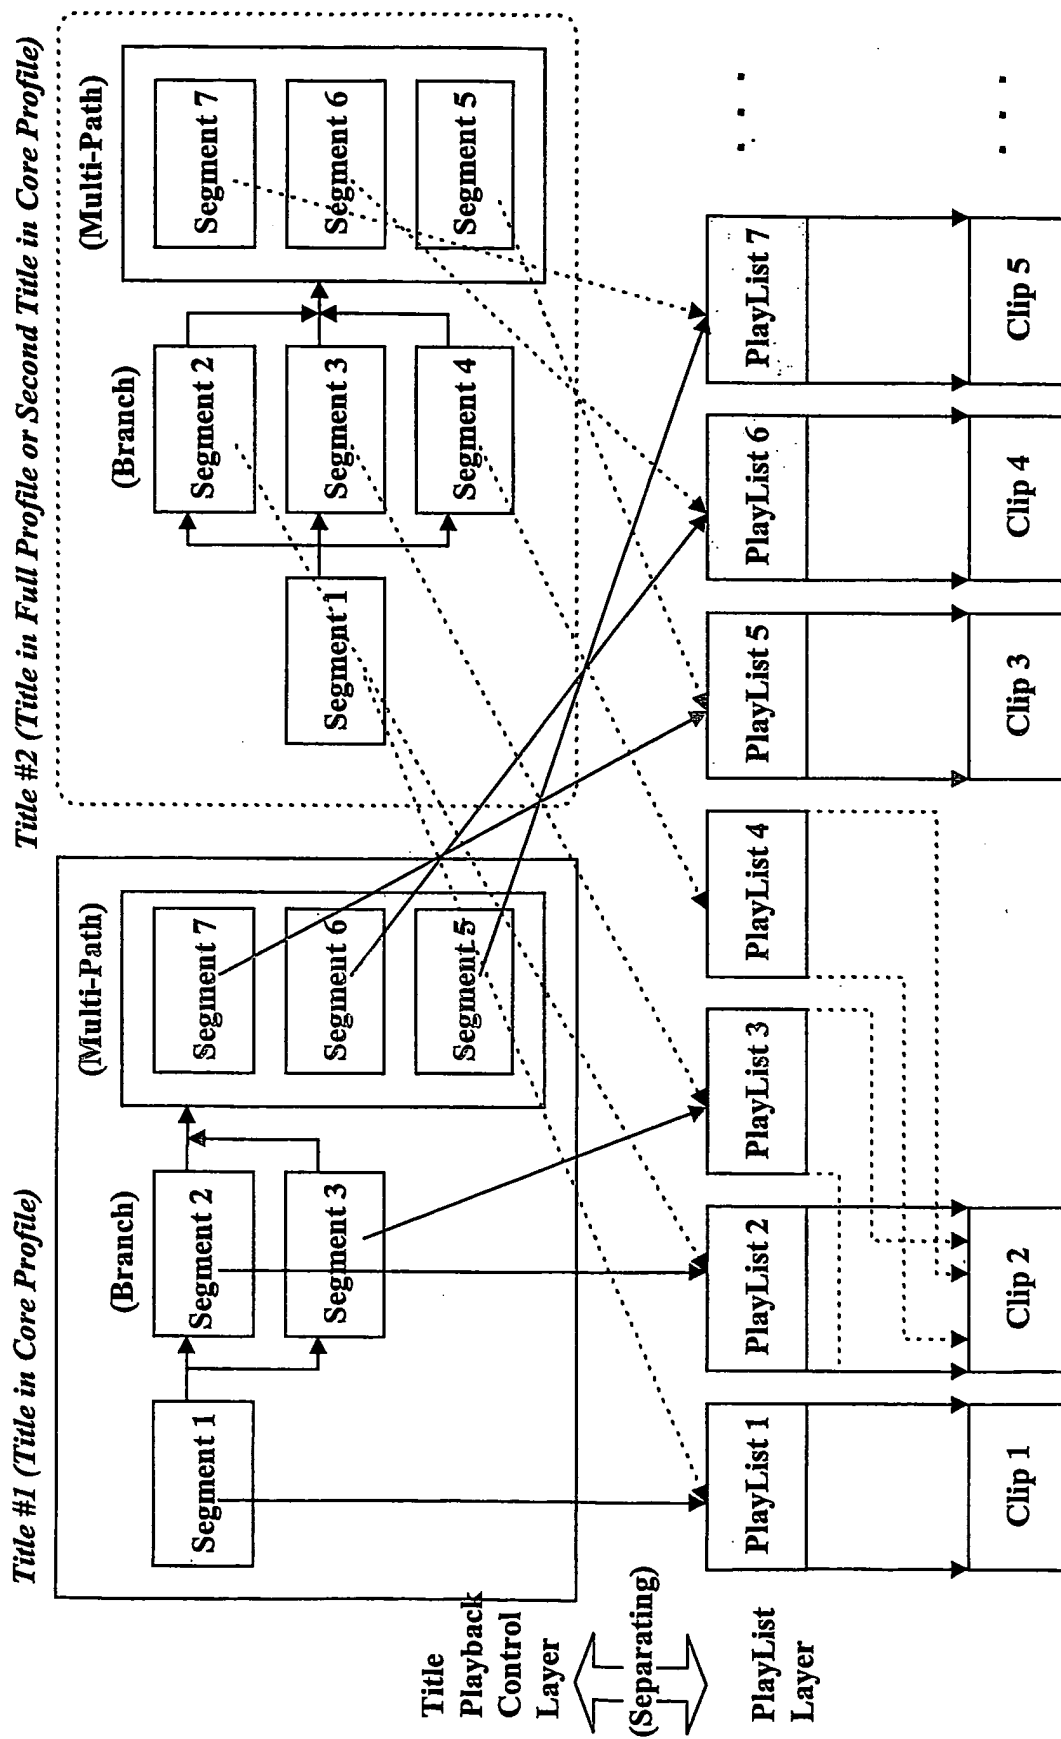 Title #1 (Title in Core Profile)
Title #2 (Title in Full Profile or Second Title in Core Profile)
(Branch)
(Multi-Path)
Segment 1
Segment 2
Segment 3
Segment 7
Segment 6
Segment 5
(Branch)
(Multi-Path)
Segment 1
Segment 2
Segment 3
Segment 4
Segment 7
Segment 6
Segment 5
Title
Playback
Control
Layer
(Separating)
PlayList
Layer
PlayList 1
PlayList 2
PlayList 3
PlayList 4
PlayList 5
PlayList 6
PlayList 7
Clip 1
Clip 2
Clip 3
Clip 4
Clip 5